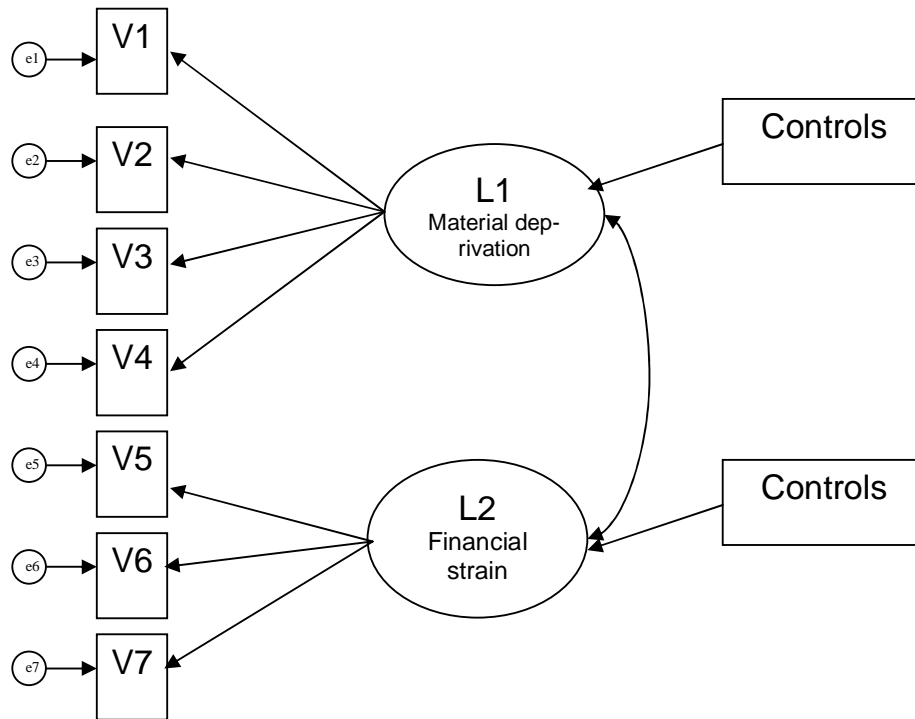 e1
V1
e2
V2
e3
V3
e4
V4
e5
V5
e6
V6
e7
V7
L1
Material dep-
rivation
L2
Financial
strain
Controls
Controls